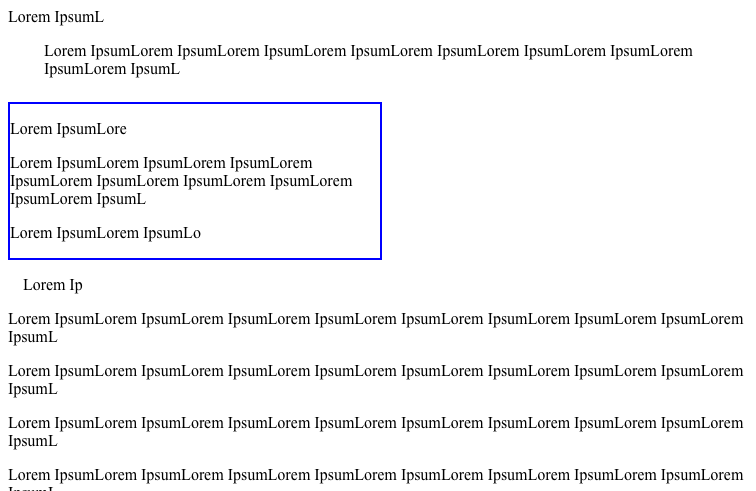 Lorem IpsumL
Lorem IpsumLorem IpsumLorem IpsumLorem IpsumLorem IpsumLorem IpsumLorem IpsumLorem
IpsumLorem IpsumL
Lorem IpsumLore
Lorem IpsumLorem IpsumLorem IpsumLorem
IpsumLorem IpsumLorem IpsumLorem IpsumLorem
IpsumLorem IpsumL
Lorem IpsumLorem IpsumLo
Lorem Ip
Lorem IpsumLorem IpsumLorem IpsumLorem IpsumLorem IpsumLorem IpsumLorem IpsumLorem IpsumLorem
IpsumL
Lorem IpsumLorem IpsumLorem IpsumLorem IpsumLorem IpsumLorem IpsumLorem IpsumLorem IpsumLorem
IpsumL
Lorem IpsumLorem IpsumLorem IpsumLorem IpsumLorem IpsumLorem IpsumLorem IpsumLorem IpsumLorem
IpsumL
Lorem IpsumLorem IpsumLorem IpsumLorem IpsumLorem IpsumLorem IpsumLorem IpsumLorem IpsumLorem
IpsumL